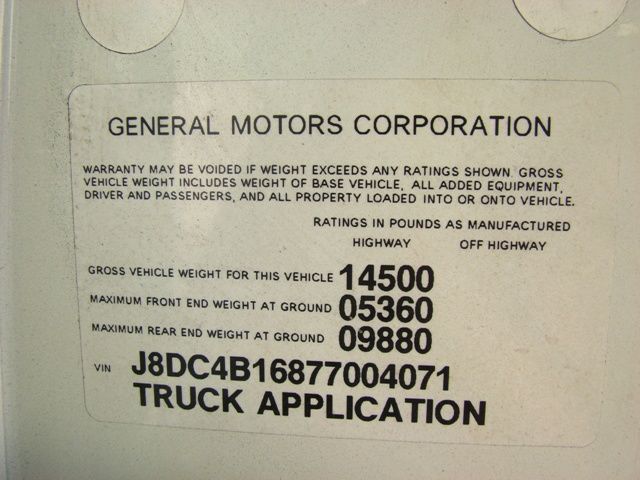 GENERAL MOTORS CORPORATION
WARRANTY MAY BE VOIDED IF WEIGHT EXCEEDS ANY RATINGS SHOWN. GROSS
VEHICLE WEIGHT INCLUDES WEIGHT OF BASE VEHICLE, ALL ADDED EQUIPMENT,
DRIVER AND PASSENGERS, AND ALL PROPERTY LOADED INTO OR ONTO VEHICLE.
RATINGS IN POUNDS AS MANUFACTURED
HIGHWAY OFF HIGHWAY
GROSS VEHICLE WEIGHT FOR THIS VEHICLE 14500
MAXIMUM FRONT END WEIGHT AT GROUND 05360
MAXIMUM REAR END WEIGHT AT GROUND 09880
VIN J8DC4B16877004071
TRUCK APPLICATION